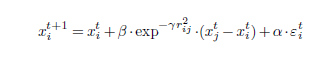 $x_i^{t+1} = x_i^t + \beta \cdot \exp^{-\gamma r_{ij}^2} \cdot (x_j^t - x_i^t) + \alpha \cdot \varepsilon_i^t$